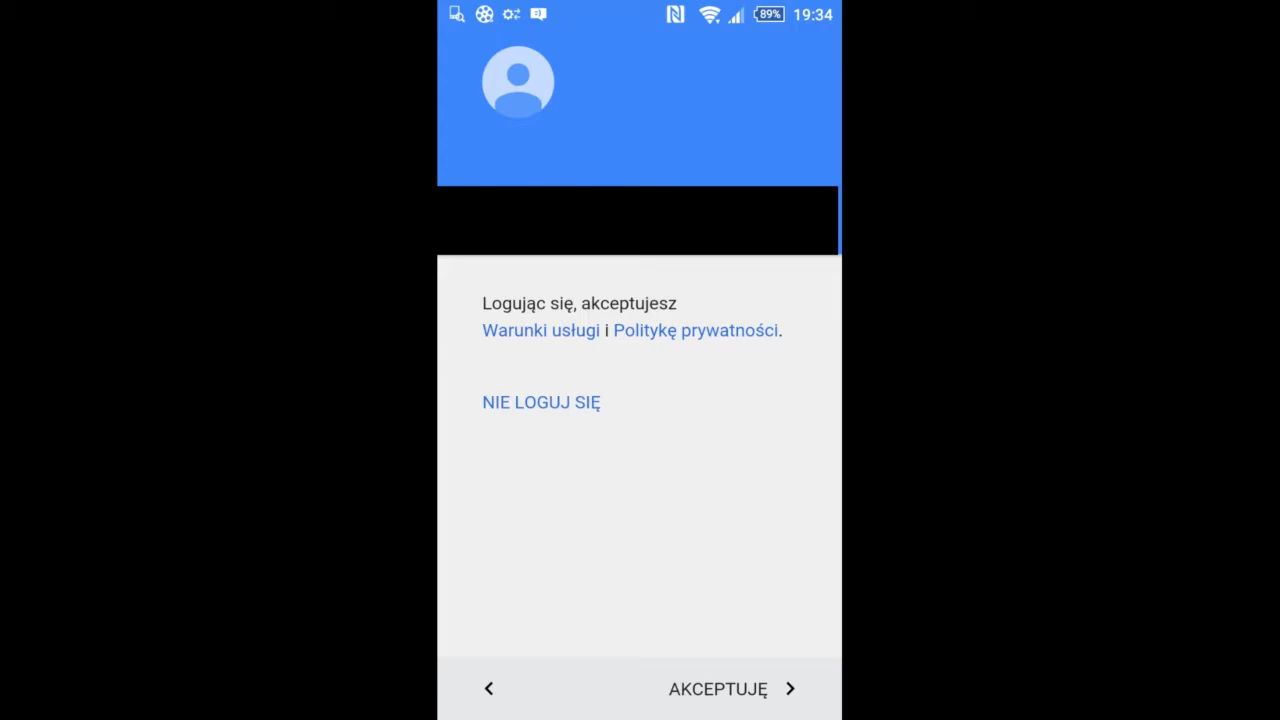 89% 19:34
Logując się, akceptujesz
Warunki usługi i Politykę prywatności.
NIE LOGUJ SIĘ
AKCEPTUJĘ